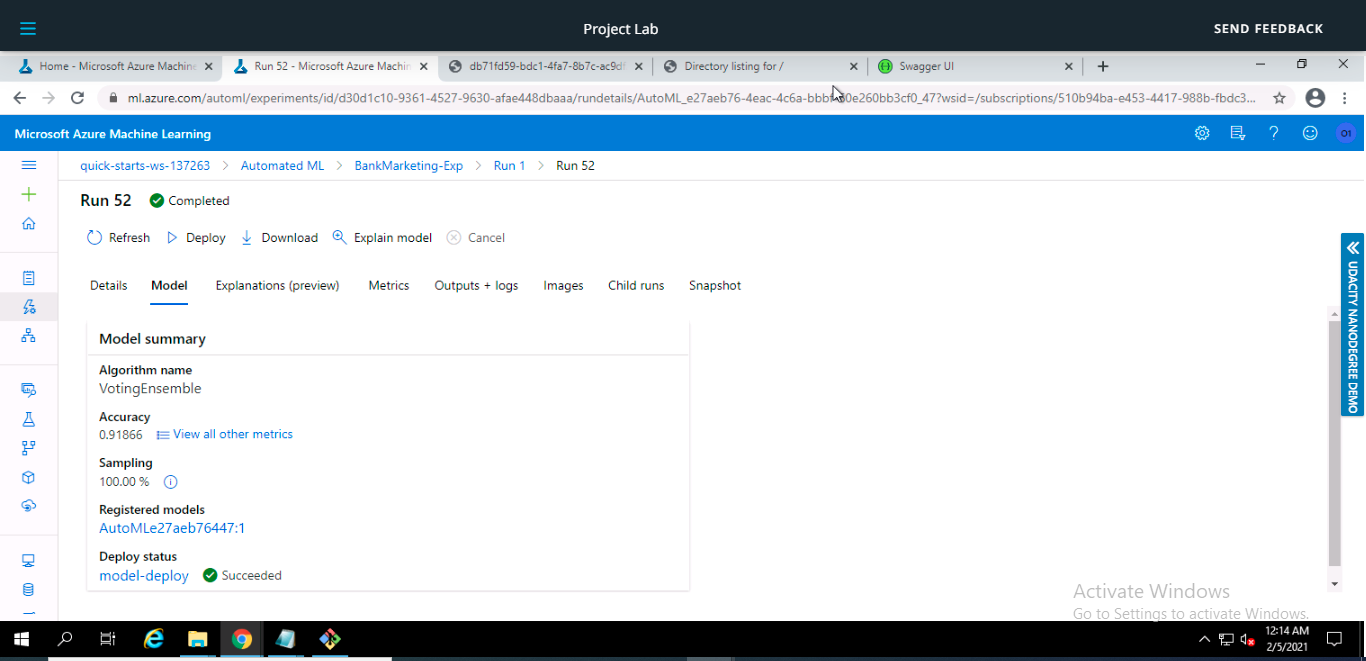 Project Lab
SEND FEEDBACK
Home - Microsoft Azure Machine
Run 52 - Microsoft Azure Machin
db71fd59-bdc1-4fa7-8b7c-ac9df
Directory listing for /
Swagger UI
ml.azure.com/automl/experiments/id/d30d1c10-9361-4527-9630-afae448dbaaa/rundetails/AutoML_e27aeb76-4eac-4c6a-bbbf-80e260bb3cf0_47?wsid=/subscriptions/510b94ba-e453-4417-988b-fbdc3...
Microsoft Azure Machine Learning
01
quick-starts-ws-137263 > Automated ML > BankMarketing-Exp > Run 1 > Run 52
Run 52 Completed
Refresh Deploy Download Explain model Cancel
Details Model Explanations (preview) Metrics Outputs + logs Images Child runs Snapshot
UDACITY NANODEGREE DEMO
Model summary
Algorithm name
VotingEnsemble
Accuracy
0.91866 View all other metrics
Sampling
100.00 %
Registered models
AutoMLe27aeb76447:1
Deploy status
model-deploy Succeeded
Activate Windows
Go to Settings to activate Windows.
12:14 AM
2/5/2021